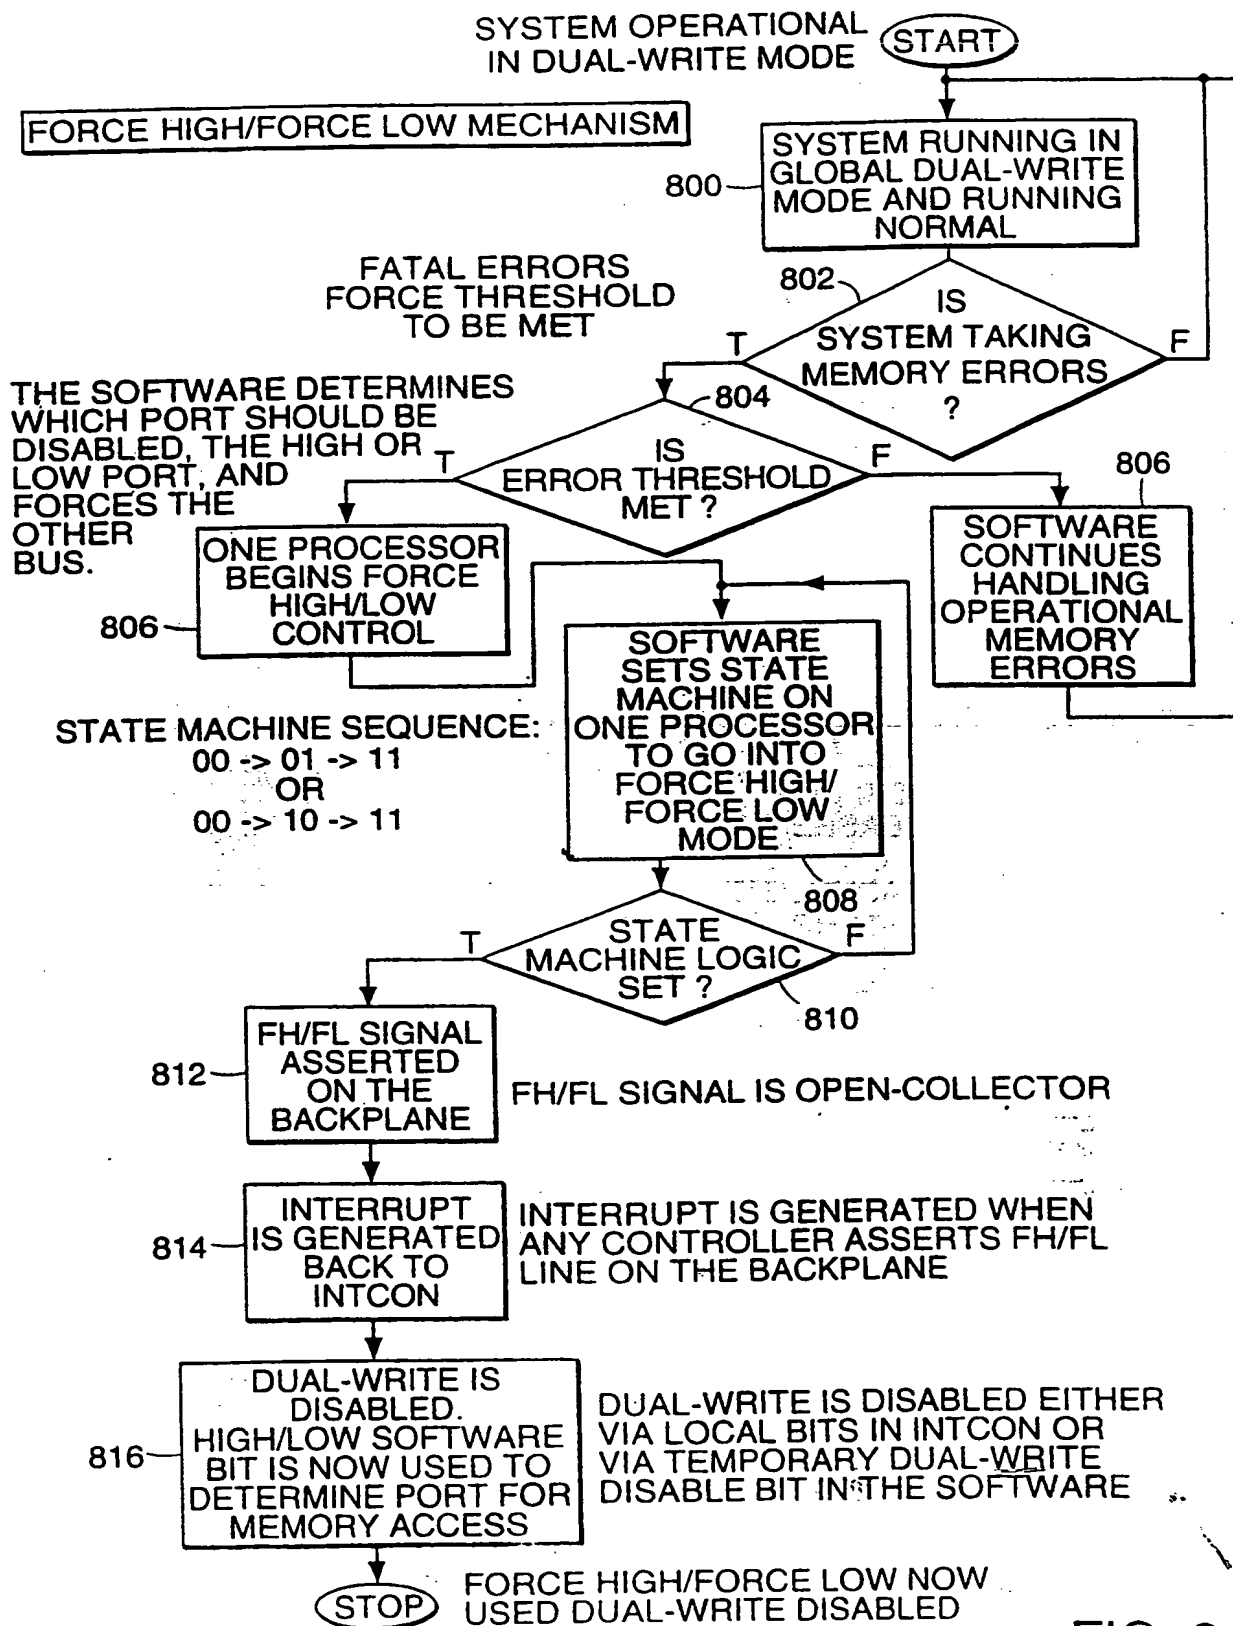 SYSTEM OPERATIONAL
IN DUAL-WRITE MODE
START
FORCE HIGH/FORCE LOW MECHANISM
800
SYSTEM RUNNING IN
GLOBAL DUAL-WRITE
MODE AND RUNNING
NORMAL
FATAL ERRORS
FORCE THRESHOLD
TO BE MET
802
IS
SYSTEM TAKING
MEMORY ERRORS
?
T
F
THE SOFTWARE DETERMINES
WHICH PORT SHOULD BE
DISABLED, THE HIGH OR
LOW PORT, AND
FORCES THE
OTHER
BUS.
804
IS
ERROR THRESHOLD
MET ?
T
F
806
ONE PROCESSOR
BEGINS FORCE
HIGH/LOW
CONTROL
806
SOFTWARE
CONTINUES
HANDLING
OPERATIONAL
MEMORY
ERRORS
STATE MACHINE SEQUENCE:
00 -> 01 -> 11
OR
00 -> 10 -> 11
SOFTWARE
SETS STATE
MACHINE ON
ONE PROCESSOR
TO GO INTO
FORCE HIGH/
FORCE LOW
MODE
808
STATE
MACHINE LOGIC
SET ?
T
F
810
812
FH/FL SIGNAL
ASSERTED
ON THE
BACKPLANE
FH/FL SIGNAL IS OPEN-COLLECTOR
814
INTERRUPT
IS GENERATED
BACK TO
INTCON
INTERRUPT IS GENERATED WHEN
ANY CONTROLLER ASSERTS FH/FL
LINE ON THE BACKPLANE
816
DUAL-WRITE IS
DISABLED.
HIGH/LOW SOFTWARE
BIT IS NOW USED TO
DETERMINE PORT FOR
MEMORY ACCESS
DUAL-WRITE IS DISABLED EITHER
VIA LOCAL BITS IN INTCON OR
VIA TEMPORARY DUAL-WRITE
DISABLE BIT IN THE SOFTWARE
STOP
FORCE HIGH/FORCE LOW NOW
USED DUAL-WRITE DISABLED
FIG.